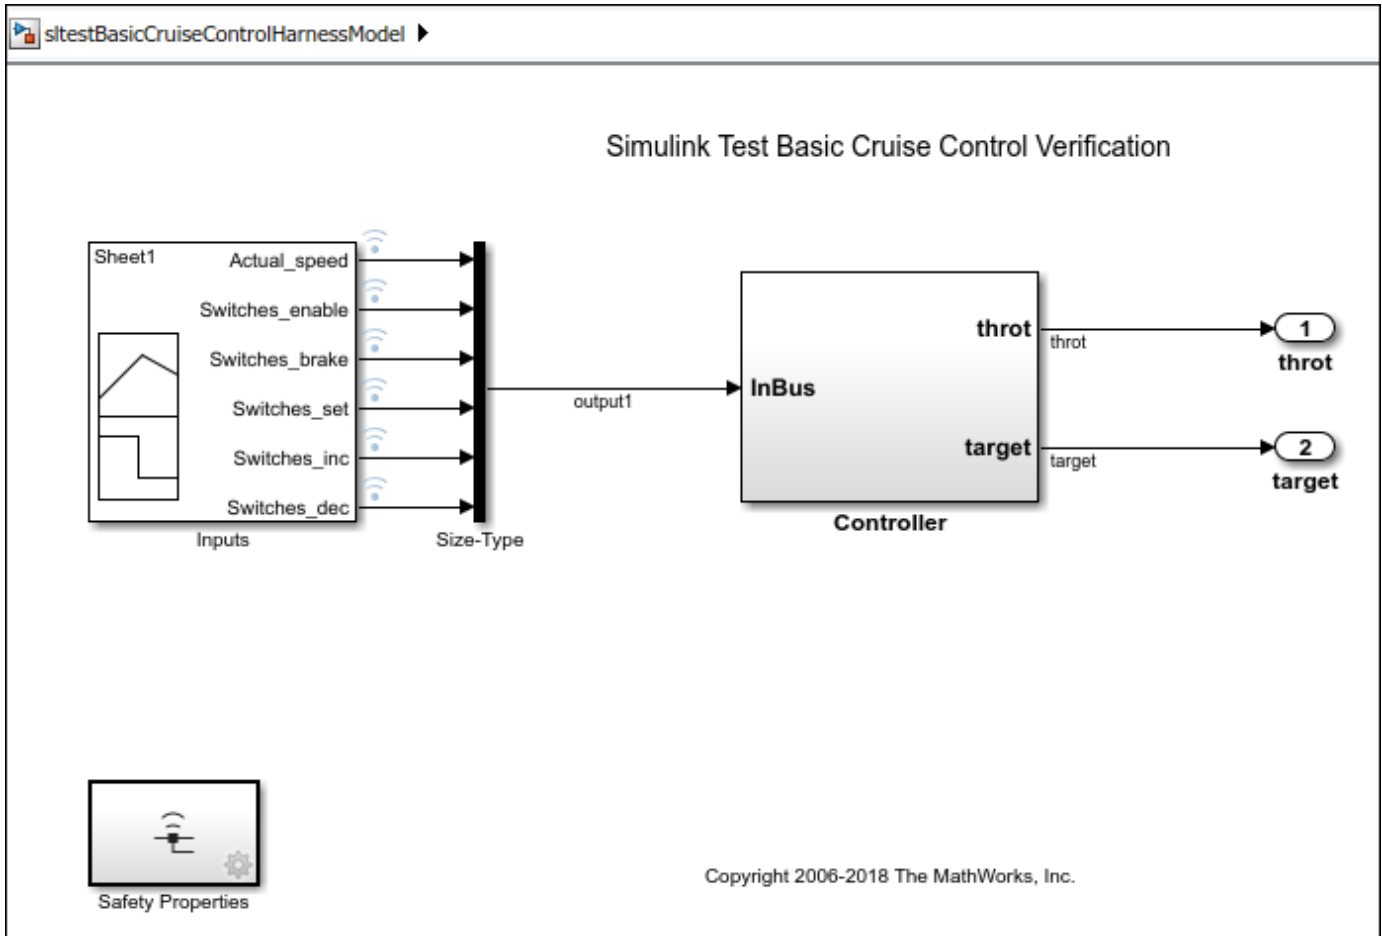 sltestBasicCruiseControlHarnessModel
Simulink Test Basic Cruise Control Verification
Sheet1
Actual_speed
Switches_enable
Switches_brake
Switches_set
Switches_inc
Switches_dec
Inputs
Size-Type
output1
InBus
throt
target
Controller
throt
target
1
throt
2
target
Safety Properties
Copyright 2006-2018 The MathWorks, Inc.